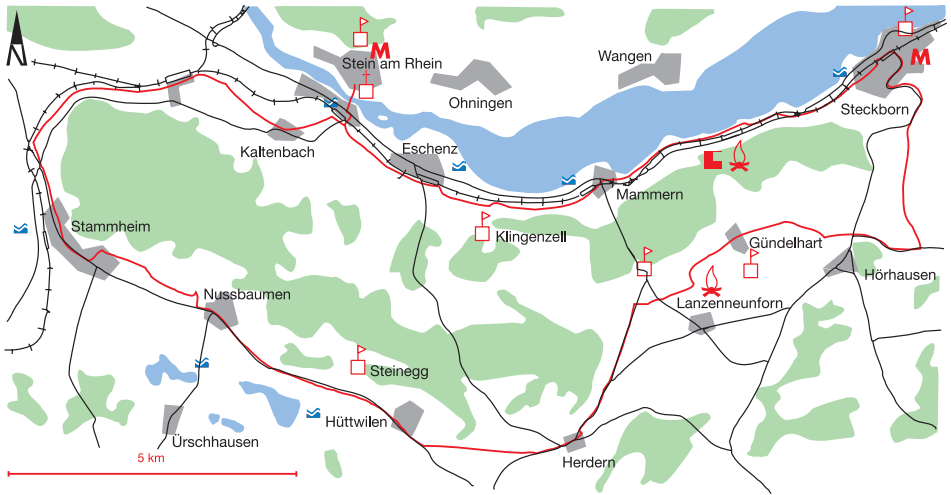 M
Stein am Rhein
Wangen
M
Ohningen
Steckborn
Kaltenbach
Eschenz
Mammern
Stammheim
Klingenzell
Gündelhart
Hörhausen
Nussbaumen
Lanzenneunforn
Steinegg
Hüttwilen
Ürschhausen
5 km
Herdern